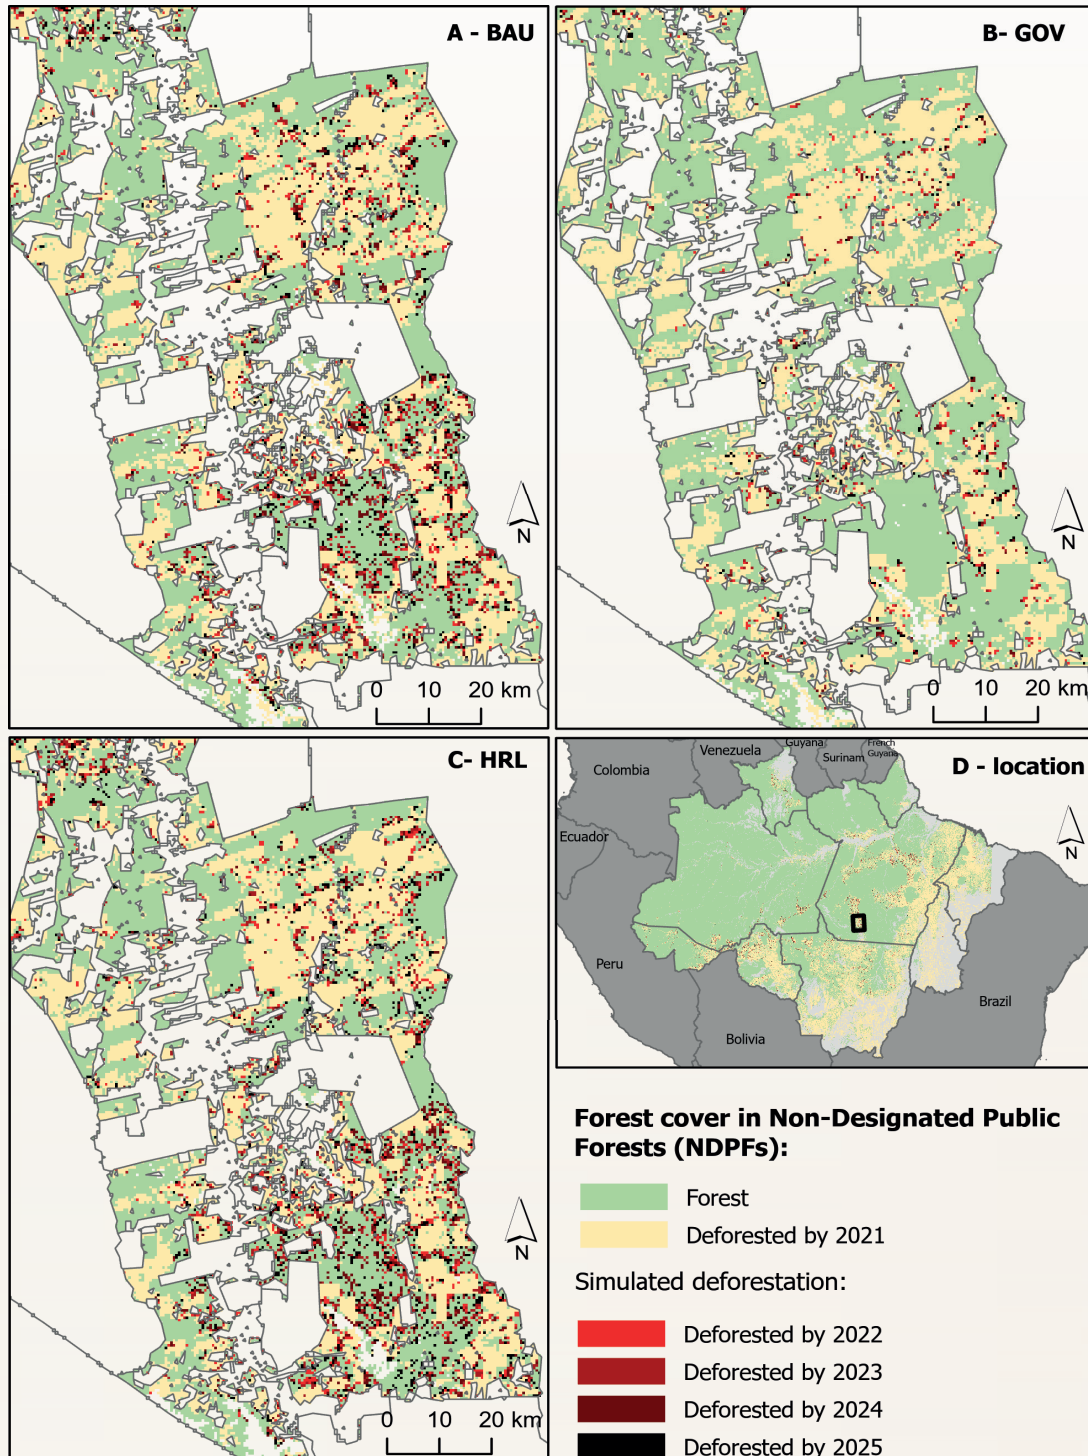 A - BAU
N
0 10 20 km
B- GOV
N
0 10 20 km
C- HRL
N
0 10 20 km
D - location
N
Venezuela
Guyana
Surinam
French
Guyana
Colombia
Ecuador
Peru
Bolivia
Brazil
Forest cover in Non-Designated Public
Forests (NDPFs):
Forest
Deforested by 2021
Simulated deforestation:
Deforested by 2022
Deforested by 2023
Deforested by 2024
Deforested by 2025